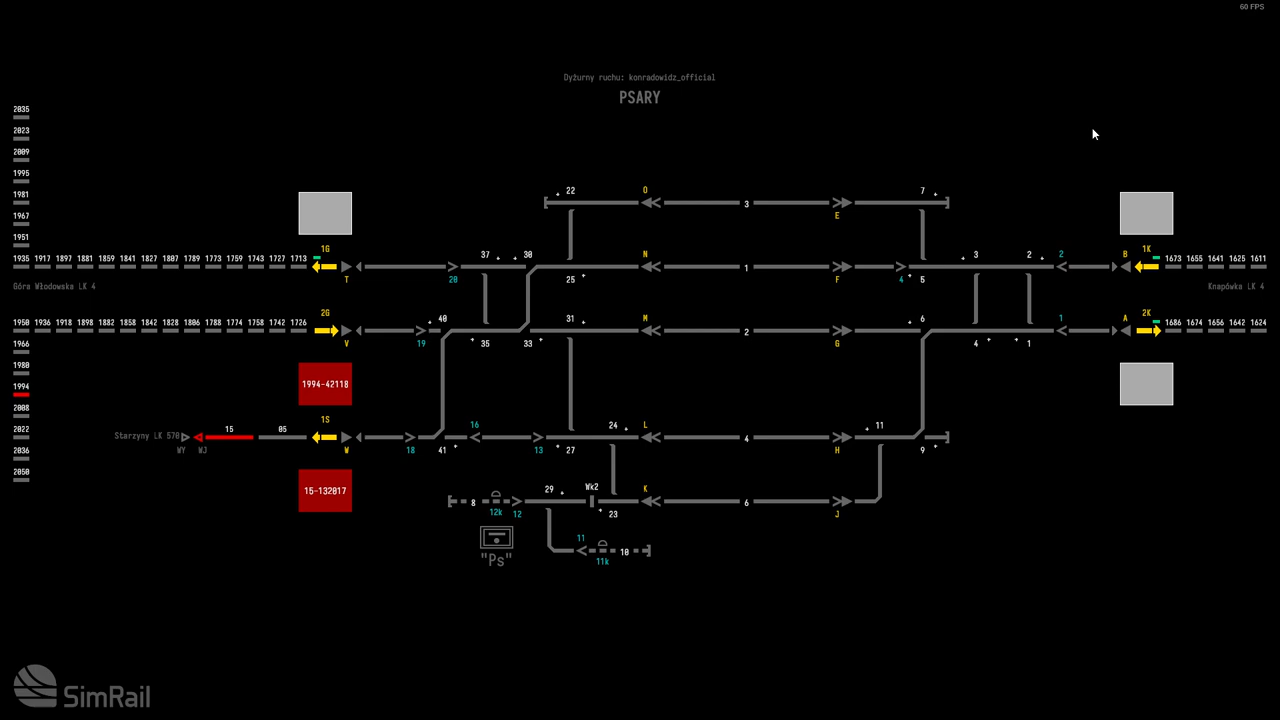 60 FPS
Dyżurny ruchu: konradowidz_official
PSARY
2035
2023
2009
1995
1981
1967
1951
22 O 3 E 7
1935 1917 1897 1881 1859 1841 1827 1807 1789 1773 1759 1743 1727 1713 1G T 20 37 30 25 N 1 F 4 5 3 2 2 B 1K 1673 1655 1641 1625 1611
Góra Włodowska LK 4
Knapówka LK 4
1950 1936 1918 1898 1882 1858 1842 1828 1808 1788 1774 1758 1742 1726 2G V 19 40 35 33 31 M 2 G 6 4 1 1 A 2K 1686 1674 1656 1642 1624
1966
1980
1994
2008
2022
2036
2050
1994-42118
Starzyny LK 570 WY WJ 15 05 1S W 18 41 16 13 27 24 L 4 H 11 9
15-132017
8 12k 12 29 Wk2 23 K 6 J
"Ps"
11 11k 10
SimRail